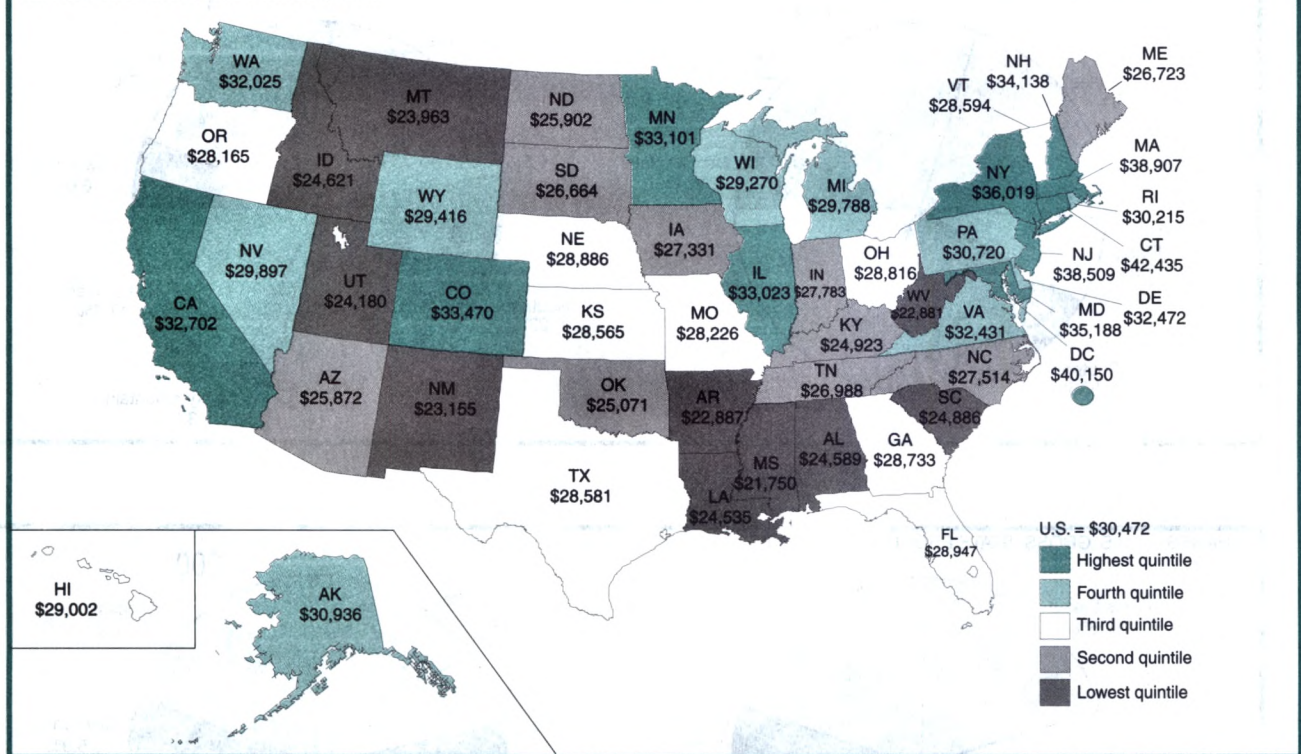 WA
$32,025
OR
$28,165
CA
$32,702
NV
$29,897
ID
$24,621
MT
$23,963
WY
$29,416
UT
$24,180
CO
$33,470
AZ
$25,872
NM
$23,155
ND
$25,902
SD
$26,664
NE
$28,886
KS
$28,565
OK
$25,071
TX
$28,581
MN
$33,101
IA
$27,331
MO
$28,226
AR
$22,887
LA
$24,535
WI
$29,270
IL
$33,023
MI
$29,788
IN
$27,783
OH
$28,816
KY
$24,923
TN
$26,988
MS
$21,750
AL
$24,589
GA
$28,733
FL
$28,947
SC
$24,886
NC
$27,514
VA
$32,431
WV
$22,881
PA
$30,720
NY
$36,019
VT
$28,594
NH
$34,138
ME
$26,723
MA
$38,907
RI
$30,215
CT
$42,435
NJ
$38,509
DE
$32,472
MD
$35,188
DC
$40,150
HI
$29,002
AK
$30,936
U.S. = $30,472
Highest quintile
Fourth quintile
Third quintile
Second quintile
Lowest quintile